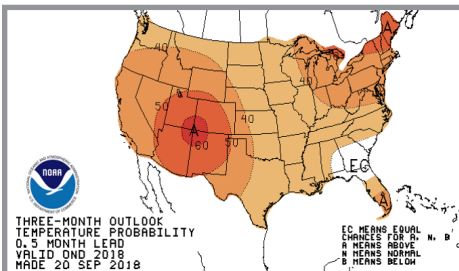 A
40
40
A
50
A
40
50
60
EC
A
NOAA
THREE-MONTH OUTLOOK
TEMPERATURE PROBABILITY
0.5 MONTH LEAD
VALID OND 2018
MADE 20 SEP 2018
EC MEANS EQUAL
CHANCES FOR A, N, B
A MEANS ABOVE
N MEANS NORMAL
B MEANS BELOW